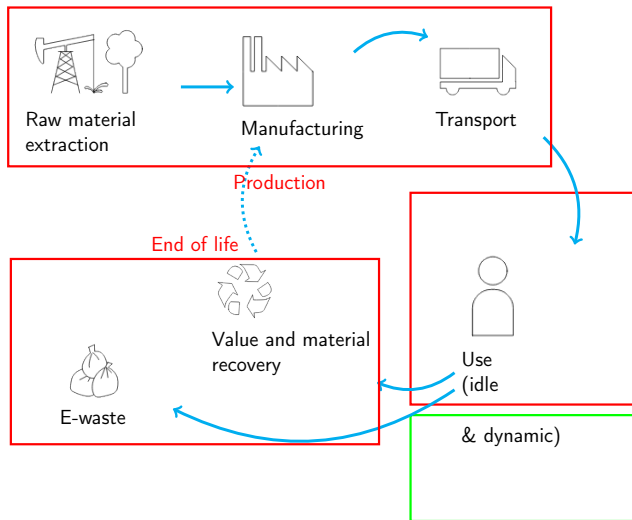 Raw material
extraction
Manufacturing
Transport
Production
End of life
Value and material
recovery
E-waste
Use
(idle
& dynamic)